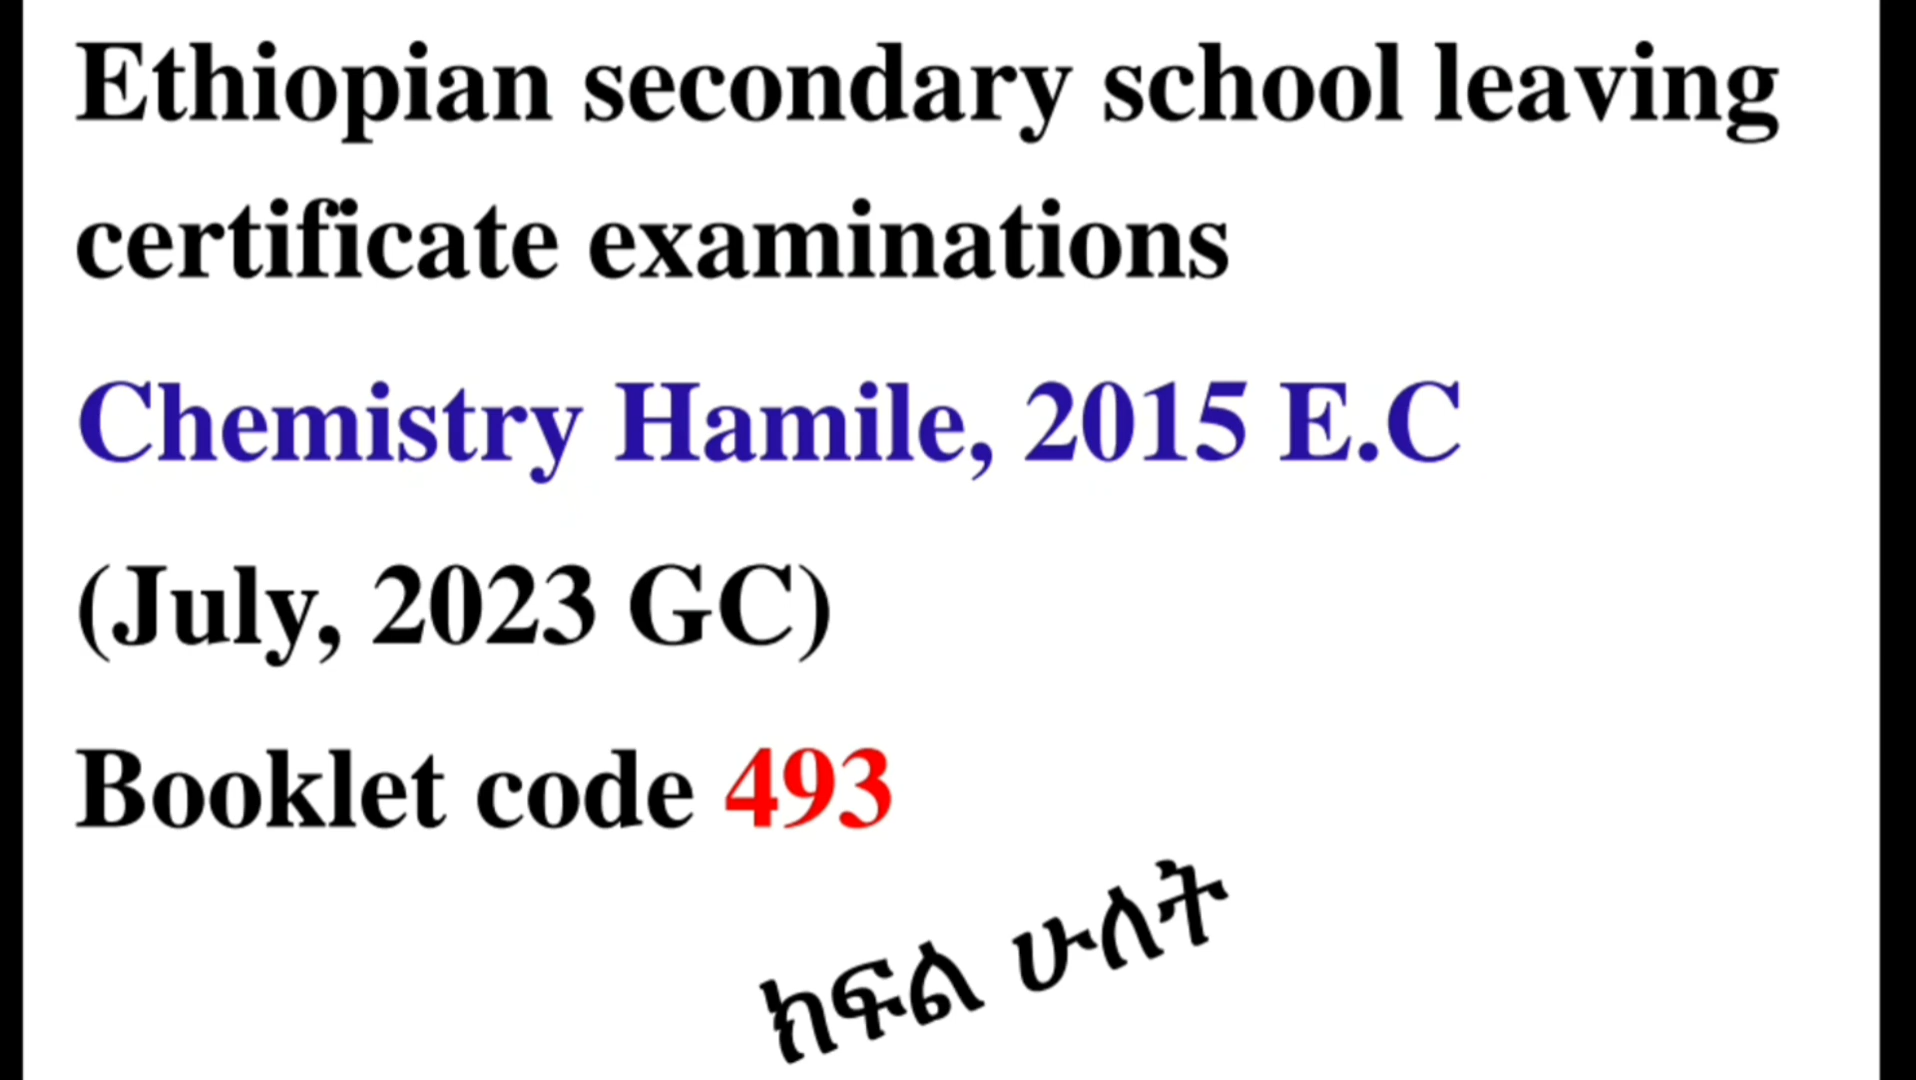 Ethiopian secondary school leaving
certificate examinations
Chemistry Hamile, 2015 E.C
(July, 2023 GC)
Booklet code 493
ክፍል ሁለት